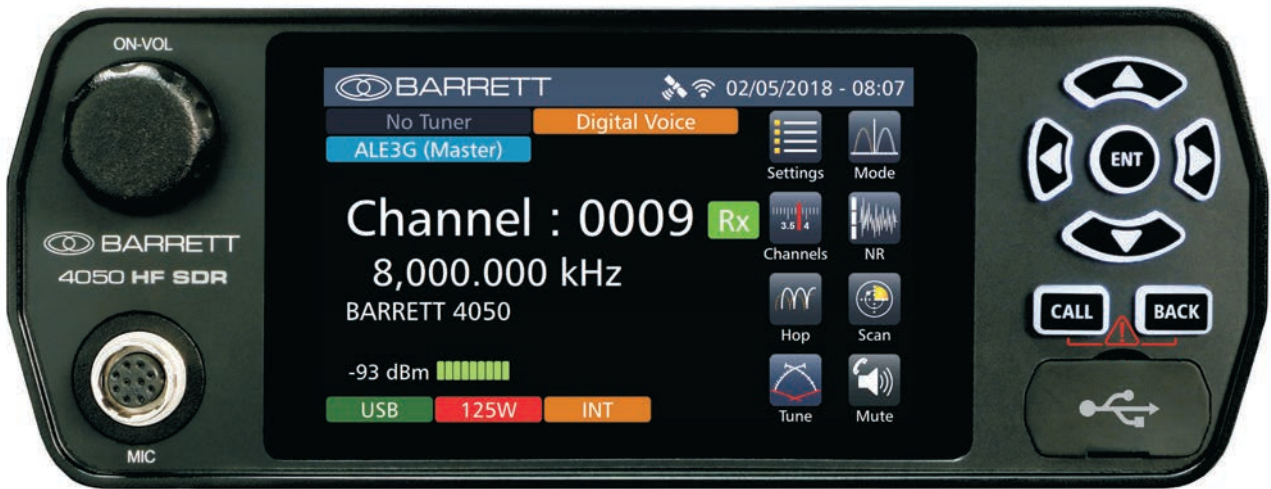 ON-VOL
BARRETT
4050 HF SDR
MIC
BARRETT 02/05/2018 - 08:07
No Tuner Digital Voice
ALE3G (Master)
Channel : 0009 Rx
8,000.000 kHz
BARRETT 4050
-93 dBm
USB 125W INT
Settings Mode
3.5 4
Channels NR
Hop Scan
Tune Mute
ENT
CALL BACK